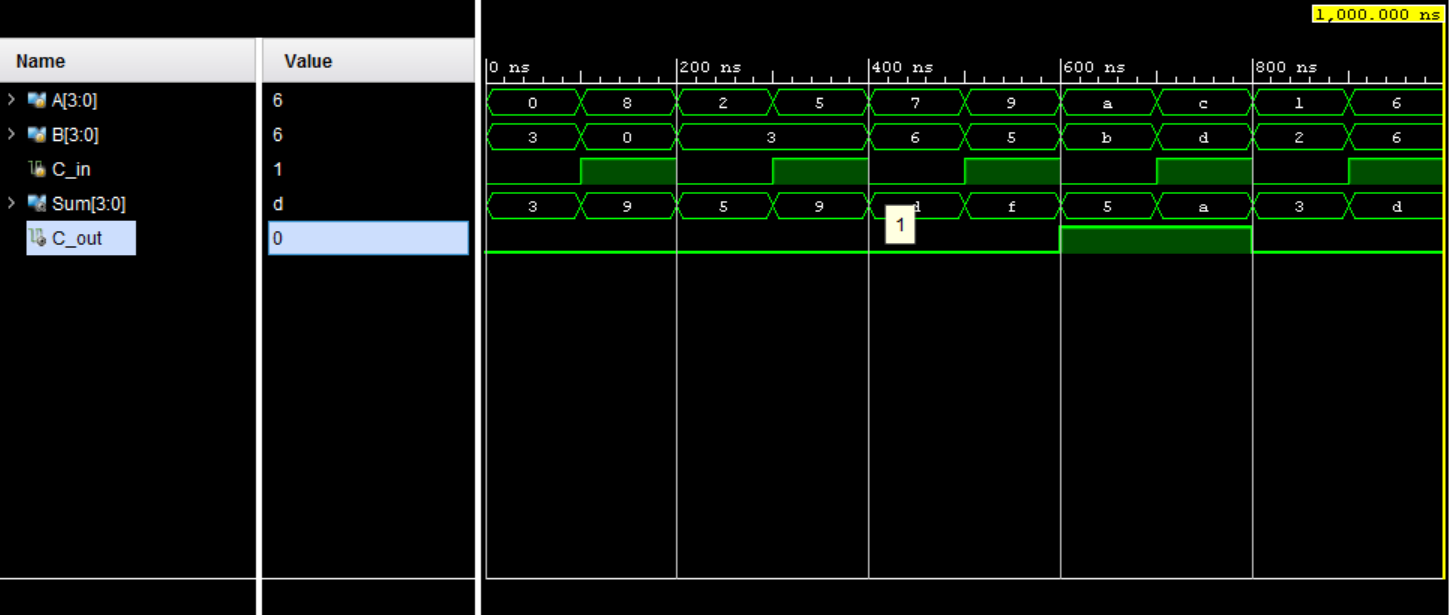 1,000.000 ns
Name Value
0 ns 200 ns 400 ns 600 ns 800 ns
A[3:0] 6 0 8 2 5 7 9 a c 1 6
B[3:0] 6 3 0 3 6 5 b d 2 6
C_in 1
Sum[3:0] d 3 9 5 9 d f 5 a 3 d
1
C_out 0